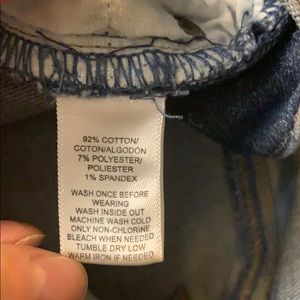 92% COTTON/
COTON/ALGODÓN
7% POLYESTER/
POLIESTER
1% SPANDEX
WASH ONCE BEFORE
WEARING
WASH INSIDE OUT
MACHINE WASH COLD
ONLY NON-CHLORINE
BLEACH WHEN NEEDED
TUMBLE DRY LOW
WARM IRON IF NEEDED